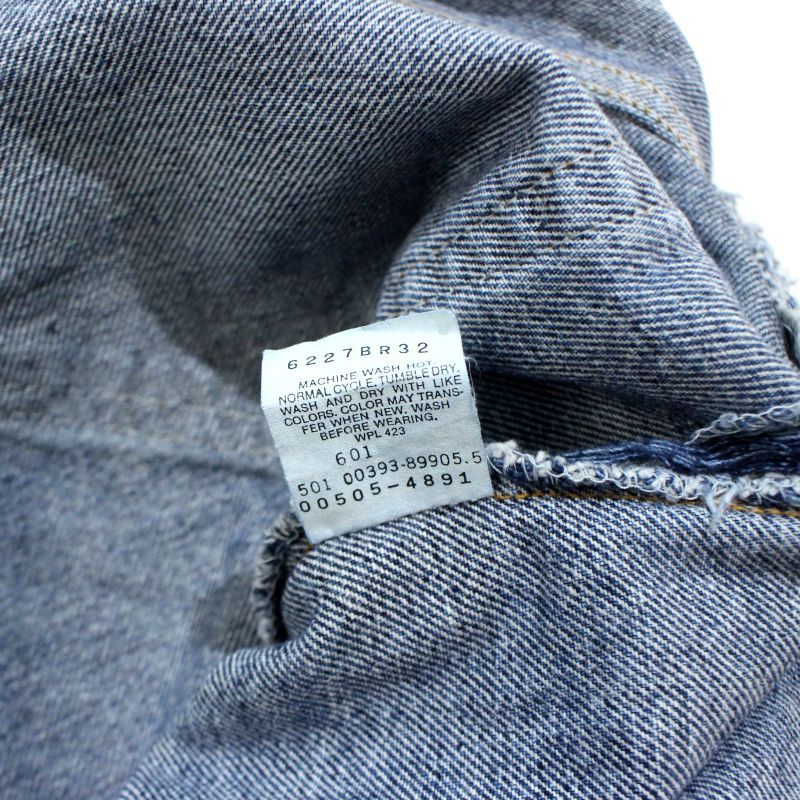 6227BR32
MACHINE WASH HOT.
NORMAL CYCLE. TUMBLE DRY.
WASH AND DRY WITH LIKE
COLORS. COLOR MAY TRANS-
FER WHEN NEW. WASH
BEFORE WEARING.
WPL 423
601
501 00393-89905.5
00505-4891